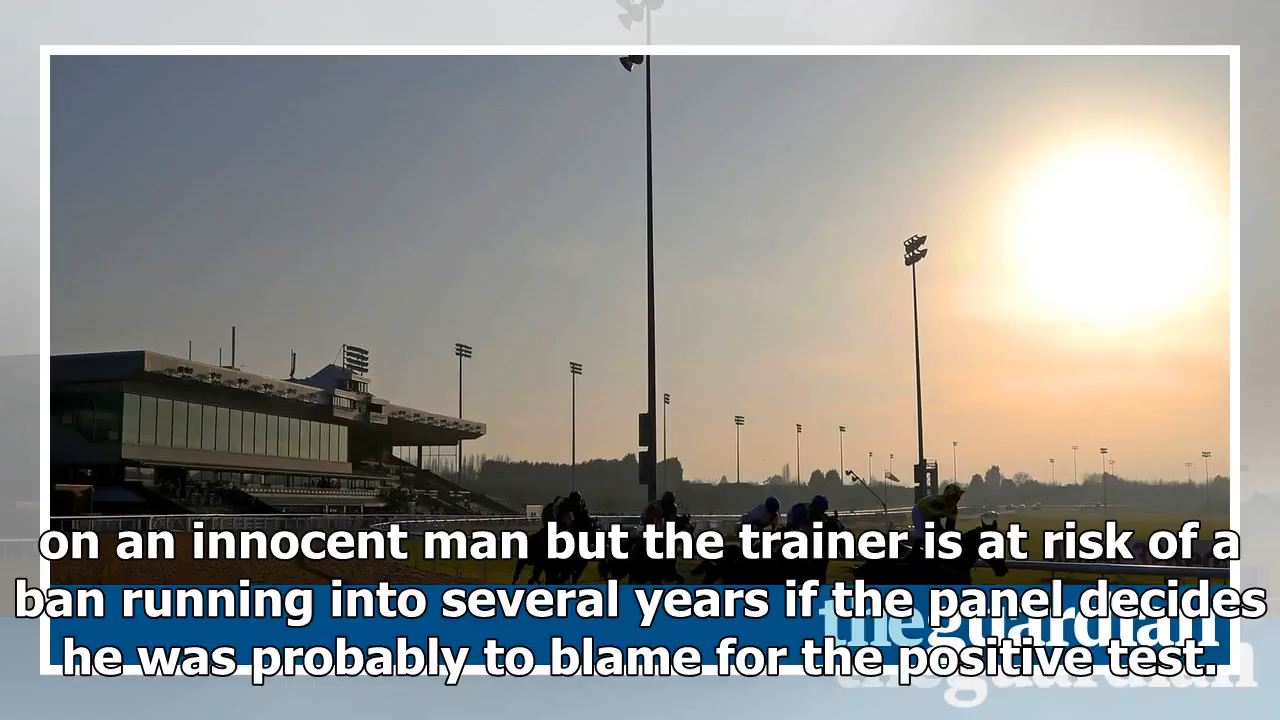 on an innocent man but the trainer is at risk of a
ban running into several years if the panel decides
he was probably to blame for the positive test.
theguardian
theguardian